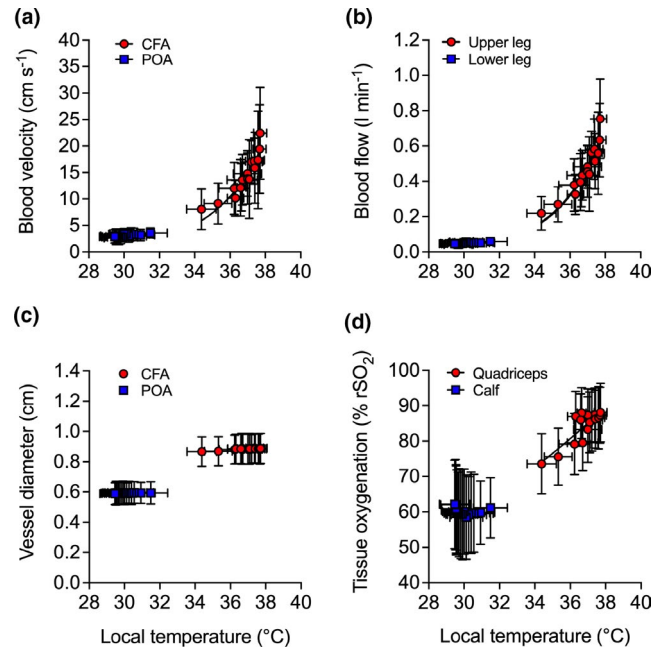 (a)
CFA
POA
Blood velocity (cm s⁻¹)
40
35
30
25
20
15
10
5
0
28 30 32 34 36 38 40
(b)
Upper leg
Lower leg
Blood flow (l min⁻¹)
1.2
1.0
0.8
0.6
0.4
0.2
0.0
28 30 32 34 36 38 40
(c)
CFA
POA
Vessel diameter (cm)
1.4
1.2
1.0
0.8
0.6
0.4
0.2
0.0
28 30 32 34 36 38 40
Local temperature (°C)
(d)
Quadriceps
Calf
Tissue oxygenation (% rSO₂)
100
90
80
70
60
50
40
28 30 32 34 36 38 40
Local temperature (°C)